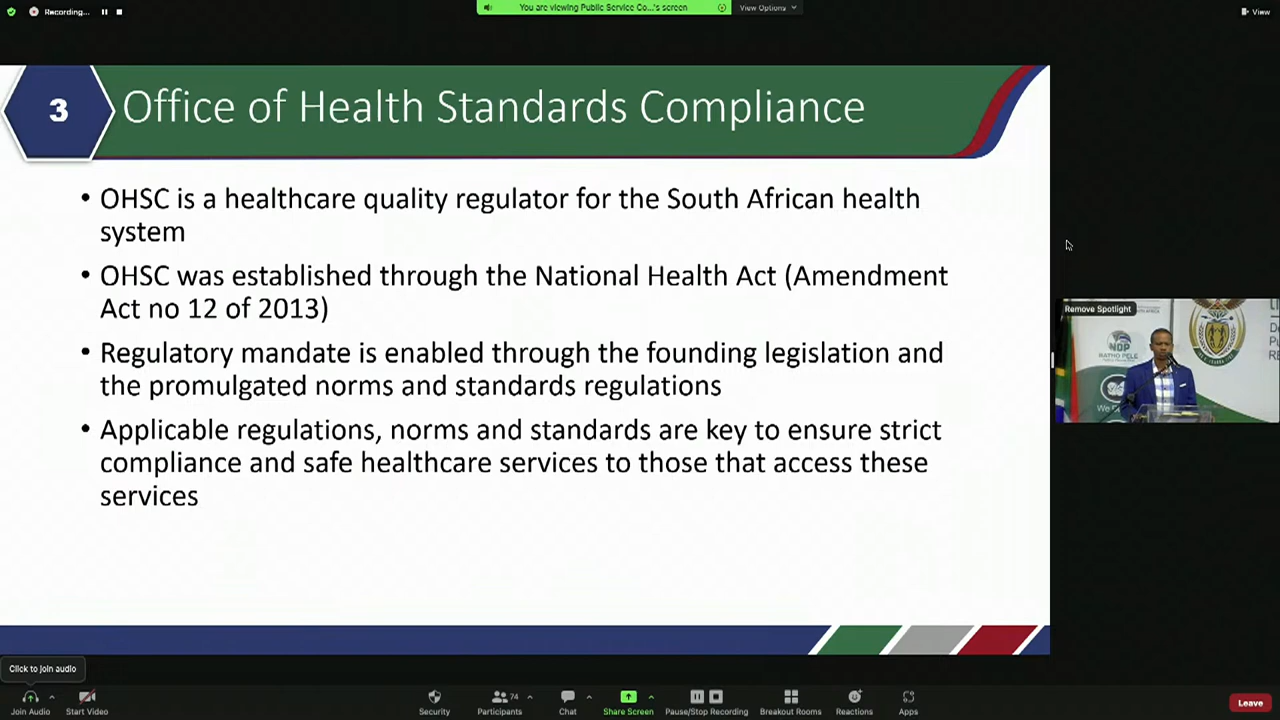 Recording...
You are viewing Public Service Co...'s screen
View Options
View
3
Office of Health Standards Compliance
• OHSC is a healthcare quality regulator for the South African health
system
• OHSC was established through the National Health Act (Amendment
Act no 12 of 2013)
• Regulatory mandate is enabled through the founding legislation and
the promulgated norms and standards regulations
• Applicable regulations, norms and standards are key to ensure strict
compliance and safe healthcare services to those that access these
services
Remove Spotlight
NDP
RATHO PELE
We
Click to join audio
Join Audio
Start Video
Security
Participants
74
Chat
Share Screen
Pause/Stop Recording
Breakout Rooms
Reactions
Apps
Leave